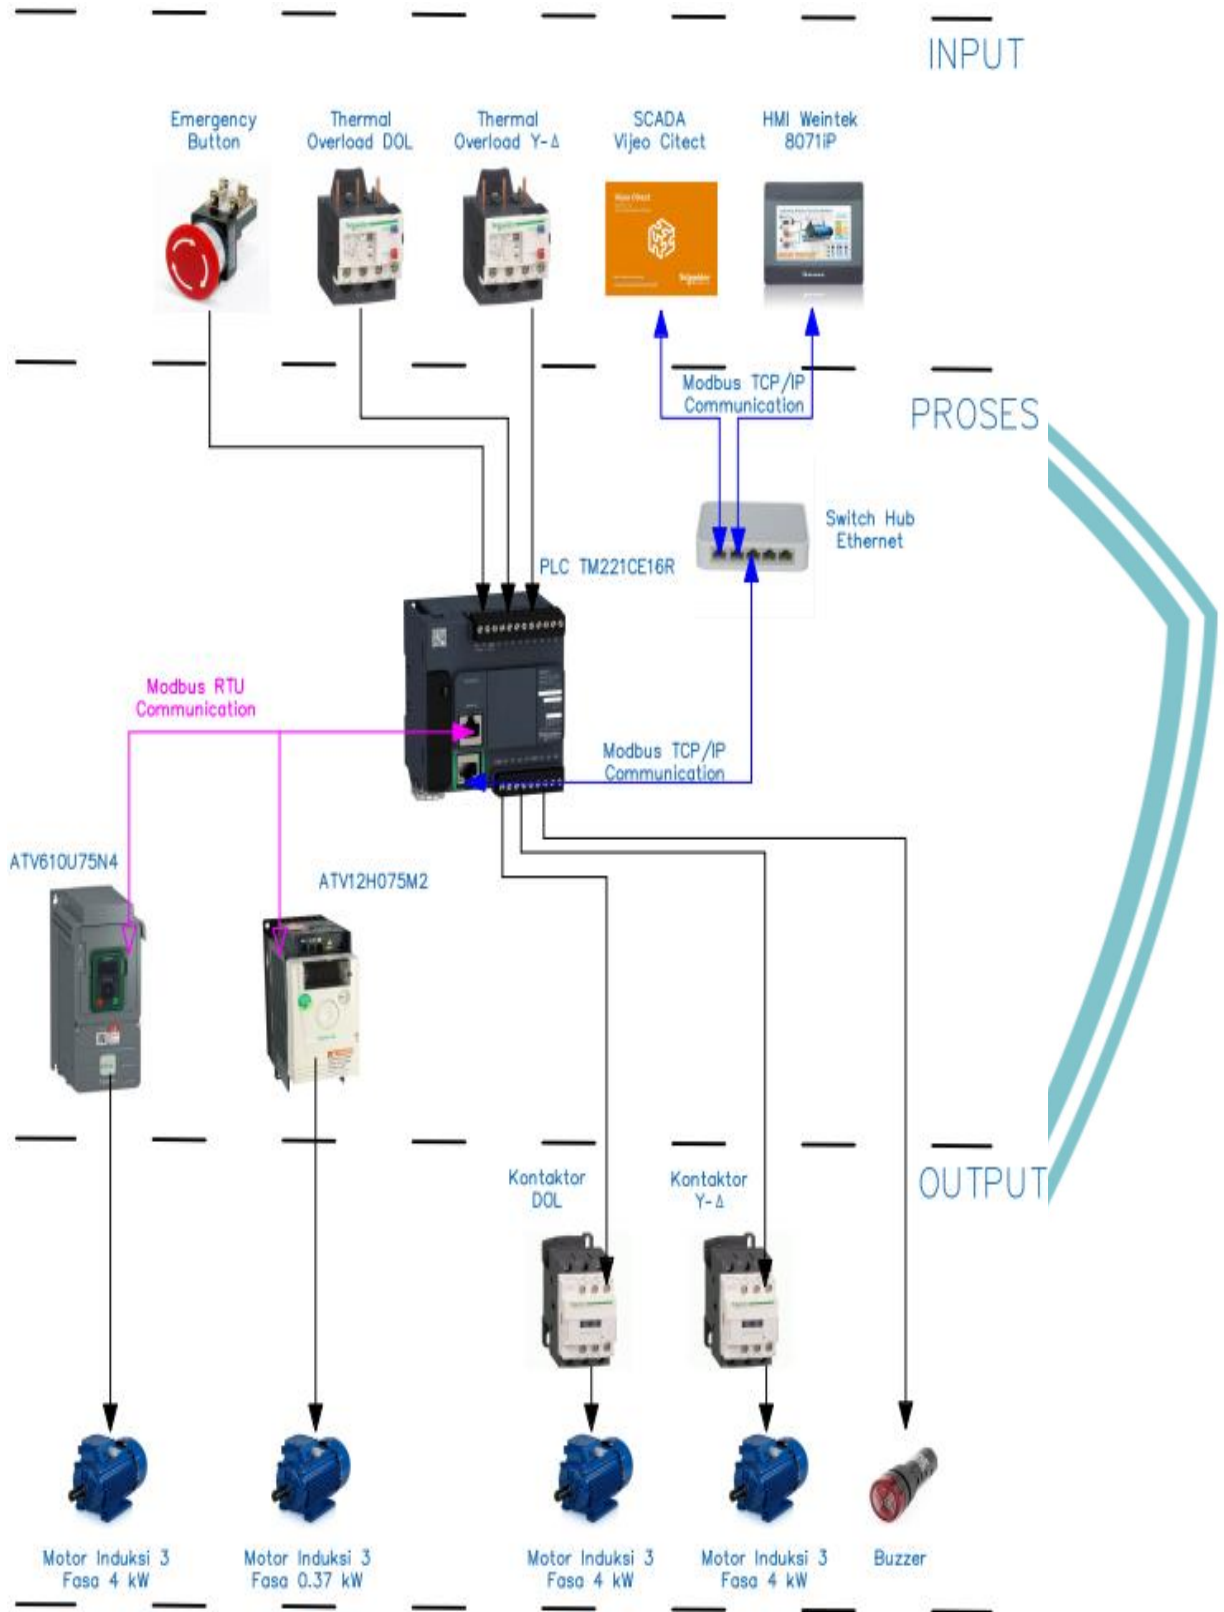 INPUT
Emergency
Button
Thermal
Overload DOL
Thermal
Overload Y-Δ
SCADA
Vijeo Citect
HMI Weintek
8071iP
Modbus TCP/IP
Communication
PROSES
Switch Hub
Ethernet
PLC TM221CE16R
Modbus RTU
Communication
Modbus TCP/IP
Communication
ATV610U75N4
ATV12H075M2
OUTPUT
Kontaktor
DOL
Kontaktor
Y-Δ
Motor Induksi 3
Fasa 4 kW
Motor Induksi 3
Fasa 0.37 kW
Motor Induksi 3
Fasa 4 kW
Motor Induksi 3
Fasa 4 kW
Buzzer